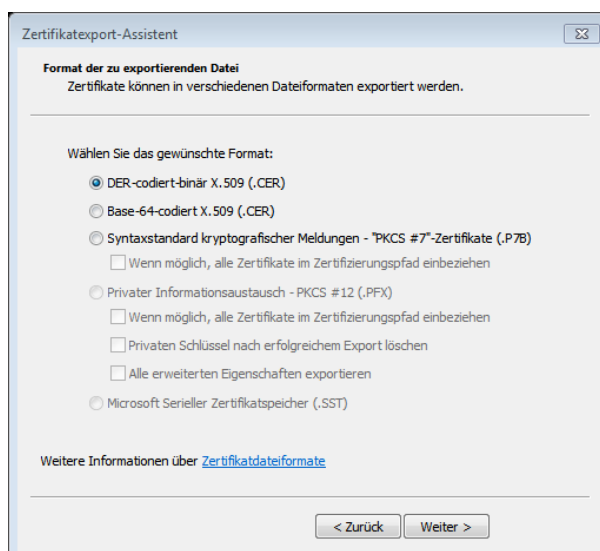 Zertifikatexport-Assistent
Format der zu exportierenden Datei
Zertifikate können in verschiedenen Dateiformaten exportiert werden.
Wählen Sie das gewünschte Format:
DER-codiert-binär X.509 (.CER)
Base-64-codiert X.509 (.CER)
Syntaxstandard kryptografischer Meldungen - "PKCS #7"-Zertifikate (.P7B)
Wenn möglich, alle Zertifikate im Zertifizierungspfad einbeziehen
Privater Informationsaustausch - PKCS #12 (.PFX)
Wenn möglich, alle Zertifikate im Zertifizierungspfad einbeziehen
Privaten Schlüssel nach erfolgreichem Export löschen
Alle erweiterten Eigenschaften exportieren
Microsoft Serieller Zertifikatspeicher (.SST)
Weitere Informationen über Zertifikatdateiformate
< Zurück Weiter >